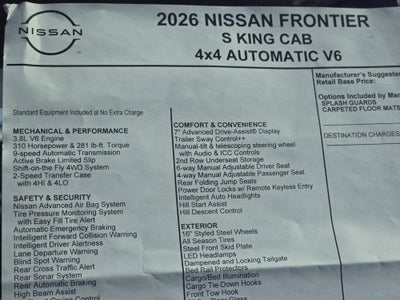 NISSAN
2026 NISSAN FRONTIER
S KING CAB
4x4 AUTOMATIC V6
Standard Equipment Included at No Extra Charge
MECHANICAL & PERFORMANCE
3.8L V6 Engine
310 Horsepower & 281 lb-ft. Torque
9-speed Automatic Transmission
Active Brake Limited Slip
Shift-on-the Fly 4WD System
2-Speed Transfer Case
with 4HI & 4LO
SAFETY & SECURITY
Nissan Advanced Air Bag System
Tire Pressure Monitoring System
with Easy Fill Tire Alert
Automatic Emergency Braking
Intelligent Forward Collision Warning
Intelligent Driver Alertness
Lane Departure Warning
Blind Spot Warning
Rear Cross Traffic Alert
Rear Sonar System
Rear Automatic Braking
High Beam Assist
COMFORT & CONVENIENCE
7" Advanced Drive-Assist® Display
Trailer Sway Control++
Manual-tilt & telescoping steering wheel
with Audio & ICC Controls
2nd Row Underseat Storage
6-way Manual Adjustable Driver Seat
4-way Manual Adjustable Passenger Seat
Rear Folding Jump Seats
Power Door Locks w/ Remote Keyless Entry
Intelligent Auto Headlights
Hill Start Assist
Hill Descent Control
EXTERIOR
16" Styled Steel Wheels
All Season Tires
Steel Front Skid Plate
LED Headlamps
Dampened and Locking Tailgate
Bed Rail Protectors
Cargo/Bed Illumination
Cargo Tie-Down Hooks
Front Tow Hook
Manufacturer's Suggested
Retail Base Price:
Options Included by Man
SPLASH GUARDS
CARPETED FLOOR MATS
DESTINATION CHARGES